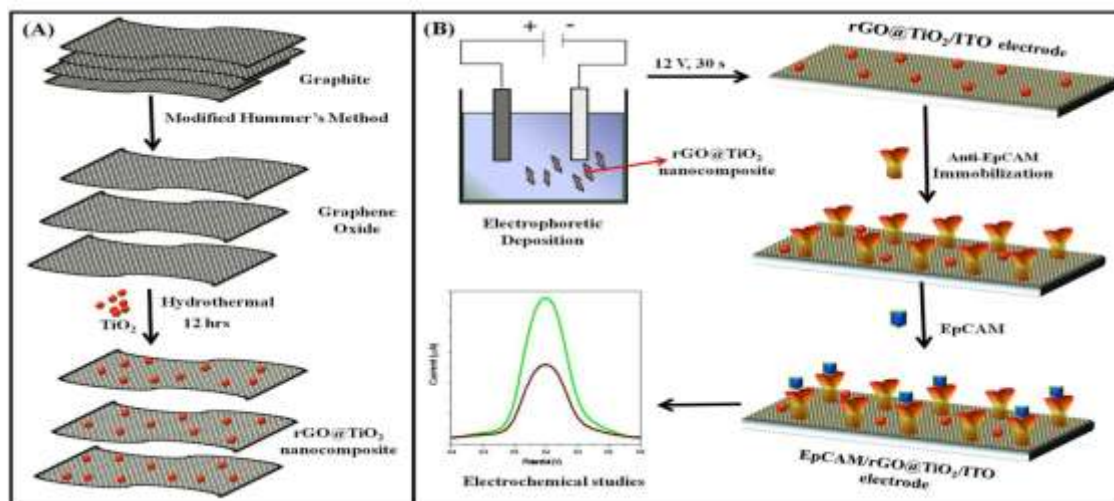 (A)
Graphite
Modified Hummer's Method
Graphene
Oxide
TiO2
Hydrothermal
12 hrs
rGO@TiO2
nanocomposite
(B)
+ -
12 V, 30 s
rGO@TiO2/ITO electrode
rGO@TiO2
nanocomposite
Electrophoretic
Deposition
Anti-EpCAM
Immobilization
EpCAM
EpCAM/rGO@TiO2/ITO
electrode
Current (µA)
Potential (V)
Electrochemical studies